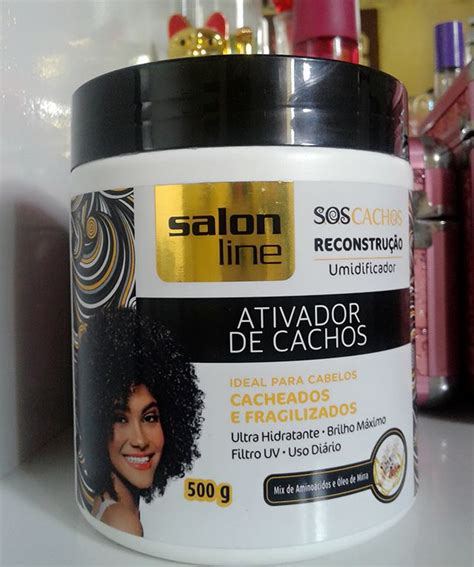 salon
line
SOS CACHOS
RECONSTRUÇÃO
Umidificador
ATIVADOR
DE CACHOS
IDEAL PARA CABELOS
CACHEADOS
E FRAGILIZADOS
Ultra Hidratante • Brilho Máximo
Filtro UV • Uso Diário
500 g
Mix de Aminoácidos e Óleo de Mirra